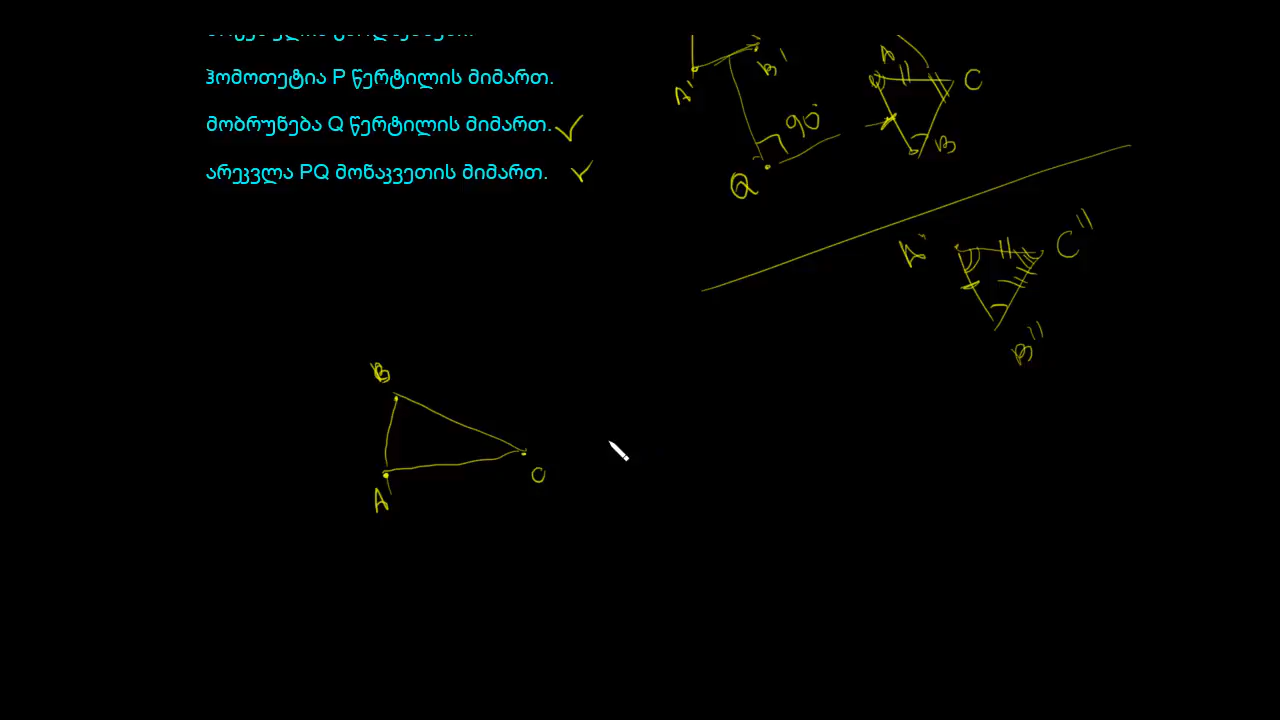 ჰომოთეტია P წერტილის მიმართ.
მობრუნება Q წერტილის მიმართ.
არეკვლა PQ მონაკვეთის მიმართ.
A'
B'
A
C
90°
B
Q
A''
C''
B''
B
C
A